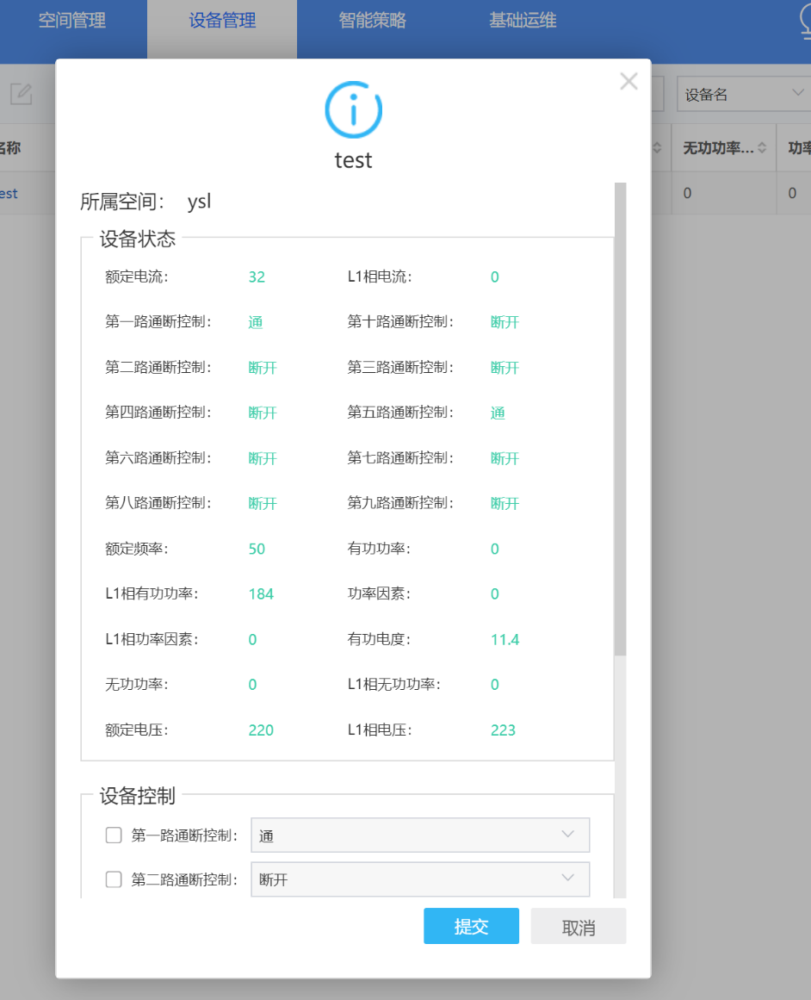 空间管理 设备管理 智能策略 基础运维
设备名
名称 无功功率... 功率
est 0 0
test
所属空间： ysl
设备状态
额定电流： 32 L1相电流： 0
第一路通断控制： 通 第十路通断控制： 断开
第二路通断控制： 断开 第三路通断控制： 断开
第四路通断控制： 断开 第五路通断控制： 通
第六路通断控制： 断开 第七路通断控制： 断开
第八路通断控制： 断开 第九路通断控制： 断开
额定频率： 50 有功功率： 0
L1相有功功率： 184 功率因素： 0
L1相功率因素： 0 有功电度： 11.4
无功功率： 0 L1相无功功率： 0
额定电压： 220 L1相电压： 223
设备控制
第一路通断控制： 通
第二路通断控制： 断开
提交 取消